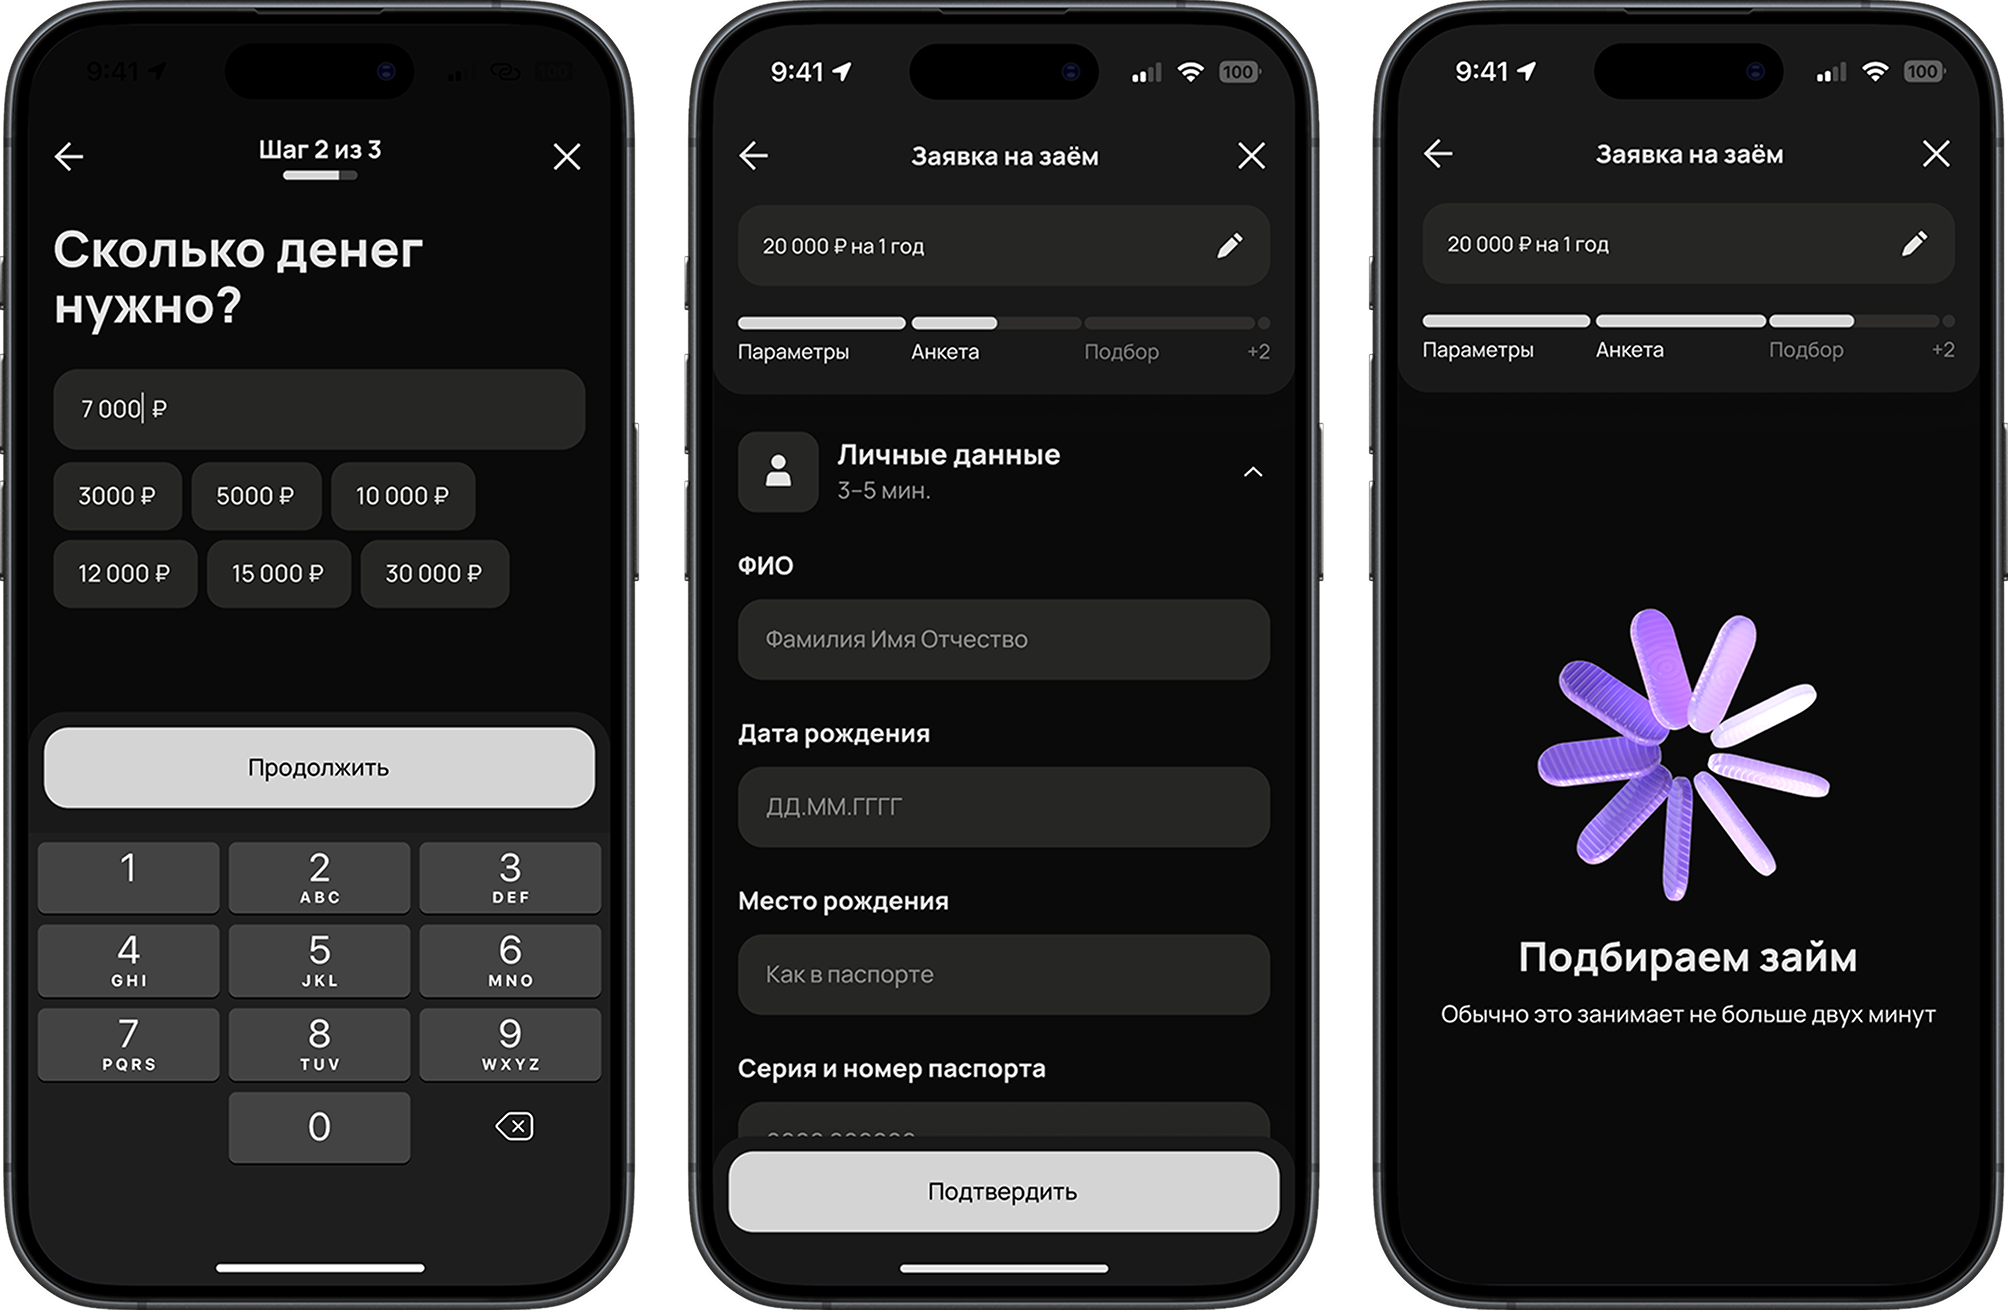 9:41
100
Шаг 2 из 3
Сколько денег
нужно?
7 000 ₽
3000 ₽ 5000 ₽ 10 000 ₽
12 000 ₽ 15 000 ₽ 30 000 ₽
Продолжить
1 2 3
ABC DEF
4 5 6
GHI JKL MNO
7 8 9
PQRS TUV WXYZ
0
9:41 100
Заявка на заём
20 000 ₽ на 1 год
Параметры Анкета Подбор +2
Личные данные
3–5 мин.
ФИО
Фамилия Имя Отчество
Дата рождения
ДД.ММ.ГГГГ
Место рождения
Как в паспорте
Серия и номер паспорта
Подтвердить
9:41 100
Заявка на заём
20 000 ₽ на 1 год
Параметры Анкета Подбор +2
Подбираем займ
Обычно это занимает не больше двух минут